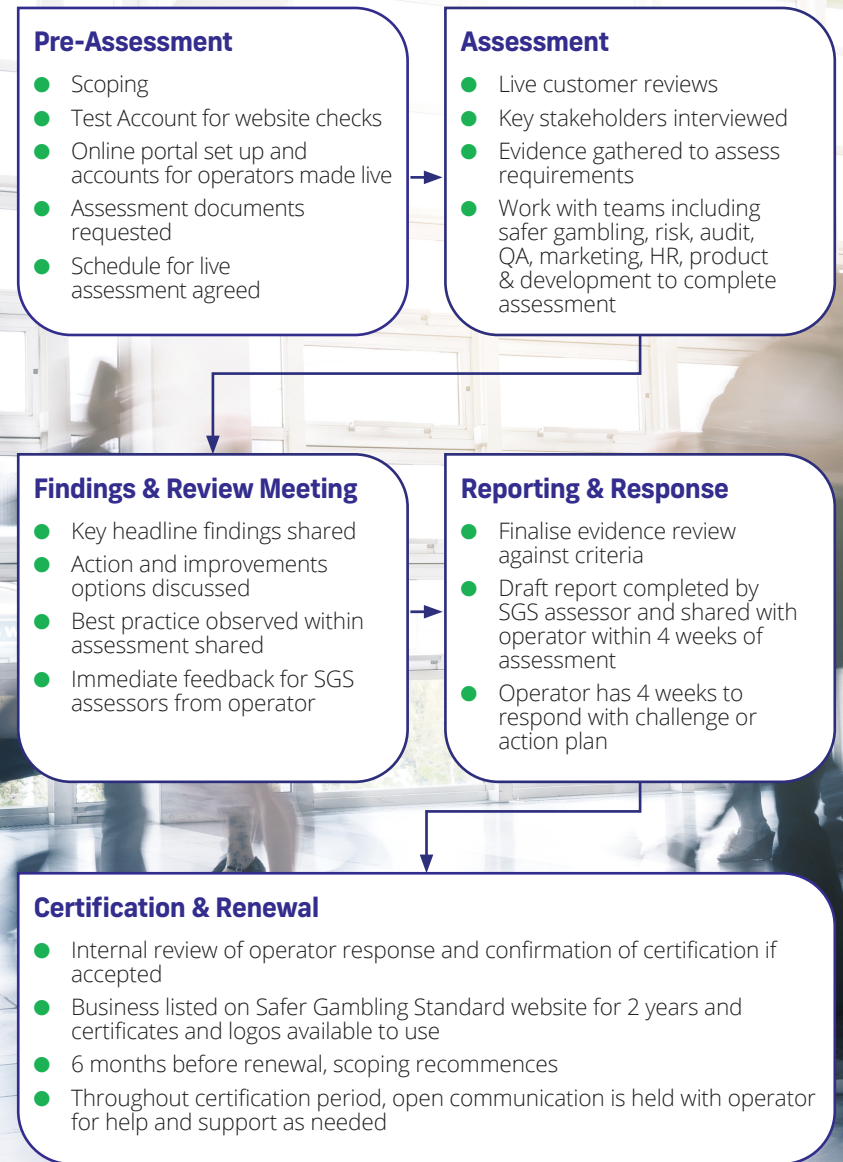 Pre-Assessment
Scoping
Test Account for website checks
Online portal set up and
accounts for operators made live
Assessment documents
requested
Schedule for live
assessment agreed
Assessment
Live customer reviews
Key stakeholders interviewed
Evidence gathered to assess
requirements
Work with teams including
safer gambling, risk, audit,
QA, marketing, HR, product
& development to complete
assessment
Findings & Review Meeting
Key headline findings shared
Action and improvements
options discussed
Best practice observed within
assessment shared
Immediate feedback for SGS
assessors from operator
Reporting & Response
Finalise evidence review
against criteria
Draft report completed by
SGS assessor and shared with
operator within 4 weeks of
assessment
Operator has 4 weeks to
respond with challenge or
action plan
Certification & Renewal
Internal review of operator response and confirmation of certification if
accepted
Business listed on Safer Gambling Standard website for 2 years and
certificates and logos available to use
6 months before renewal, scoping recommences
Throughout certification period, open communication is held with operator
for help and support as needed